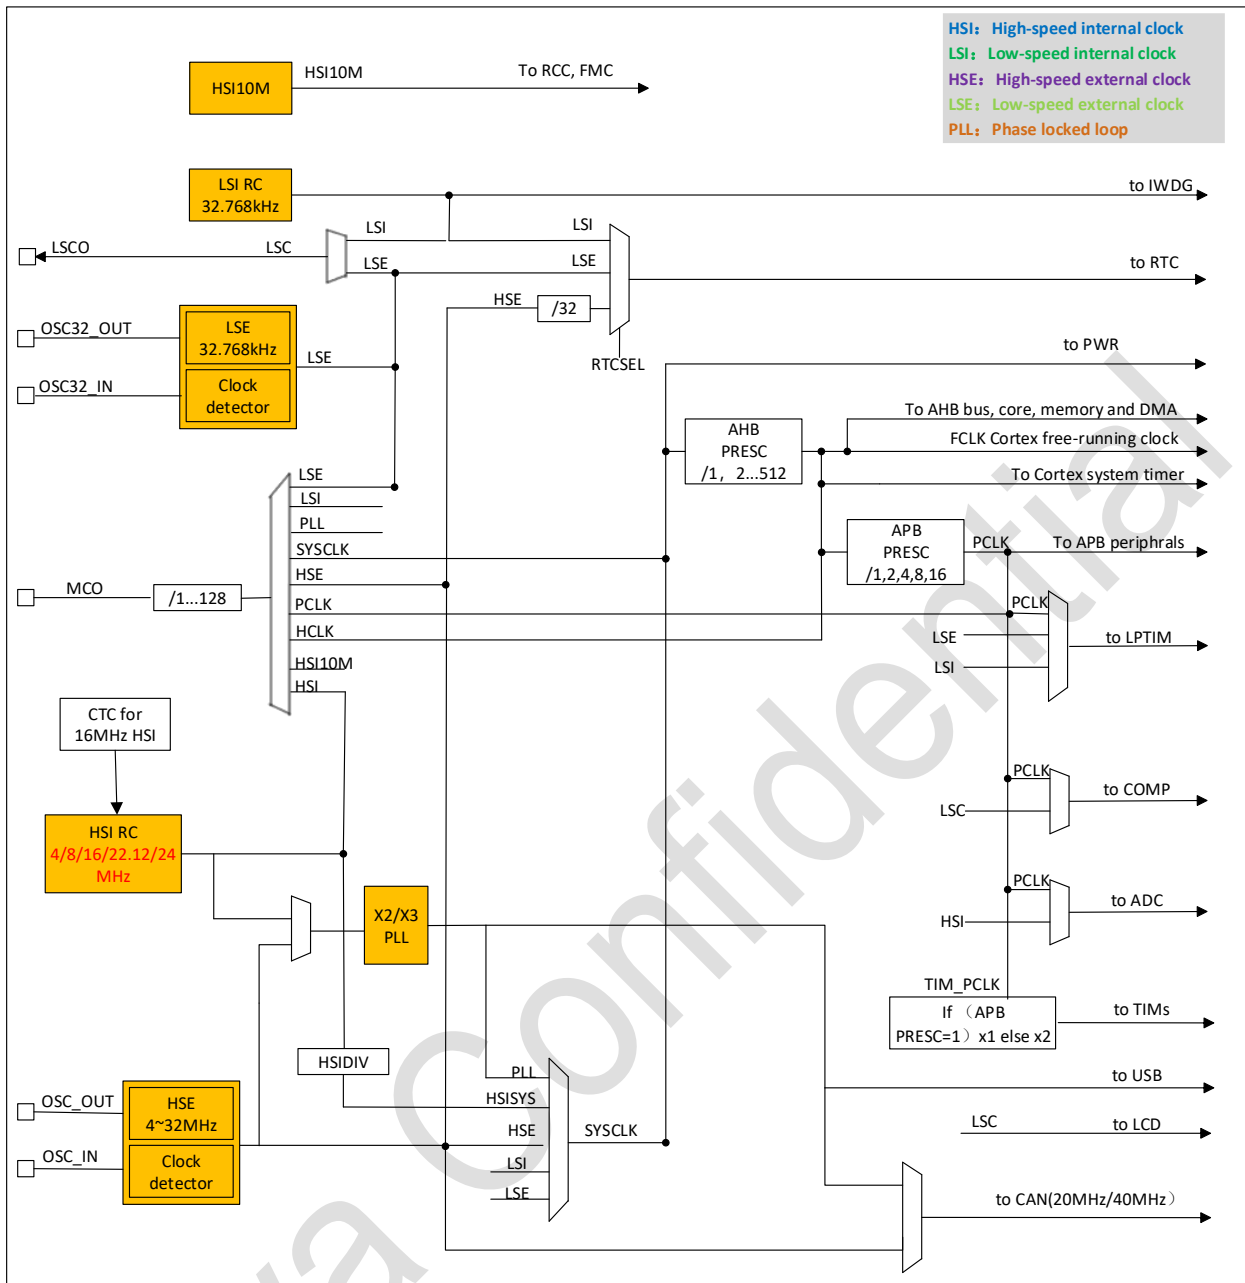 HSI：High-speed internal clock
LSI：Low-speed internal clock
HSE：High-speed external clock
LSE：Low-speed external clock
PLL：Phase locked loop
HSI10M
HSI10M
To RCC, FMC
LSI RC
32.768kHz
to IWDG
LSCO
LSC
LSI
LSE
LSI
LSE
HSE
/32
to RTC
RTCSEL
OSC32_OUT
OSC32_IN
LSE
32.768kHz
Clock
detector
LSE
to PWR
AHB
PRESC
/1, 2...512
To AHB bus, core, memory and DMA
FCLK Cortex free-running clock
To Cortex system timer
APB
PRESC
/1,2,4,8,16
PCLK
To APB periphrals
LSE
LSI
PLL
SYSCLK
HSE
PCLK
HCLK
HSI10M
HSI
MCO
/1...128
PCLK
LSE
LSI
to LPTIM
CTC for
16MHz HSI
HSI RC
4/8/16/22.12/24
MHz
PCLK
LSC
to COMP
X2/X3
PLL
PCLK
HSI
to ADC
TIM_PCLK
If （APB
PRESC=1）x1 else x2
to TIMs
HSIDIV
PLL
HSISYS
HSE
LSI
LSE
SYSCLK
to USB
OSC_OUT
OSC_IN
HSE
4~32MHz
Clock
detector
LSC
to LCD
to CAN(20MHz/40MHz）
va Confidential